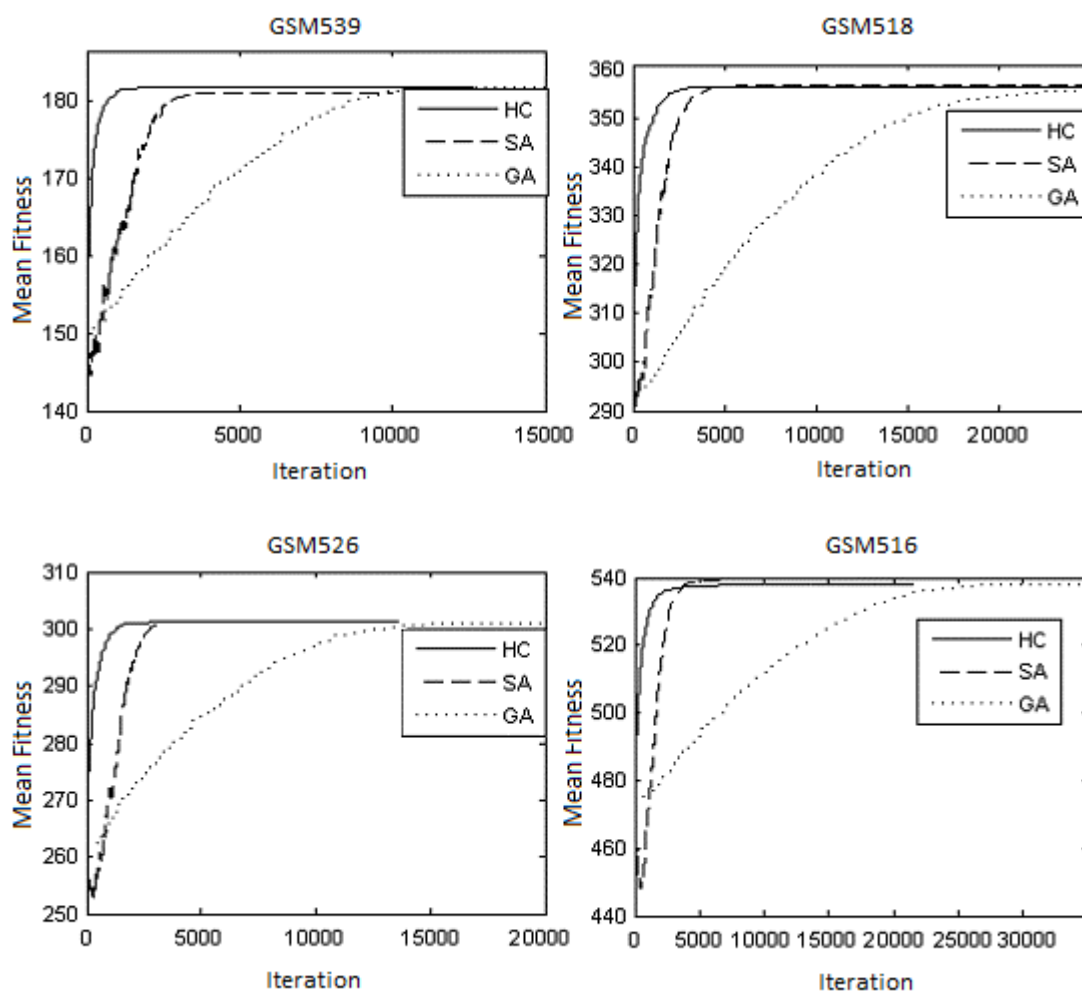 GSM539
180
170
160
150
140
Mean Fitness
0 5000 10000 15000
Iteration
HC
SA
GA
GSM518
360
350
340
330
320
310
300
290
Mean Fitness
0 5000 10000 15000 20000
Iteration
HC
SA
GA
GSM526
310
300
290
280
270
260
250
Mean Fitness
0 5000 10000 15000 20000
Iteration
HC
SA
GA
GSM516
540
520
500
480
460
440
Mean Fitness
0 5000 10000 15000 20000 25000 30000
Iteration
HC
SA
GA